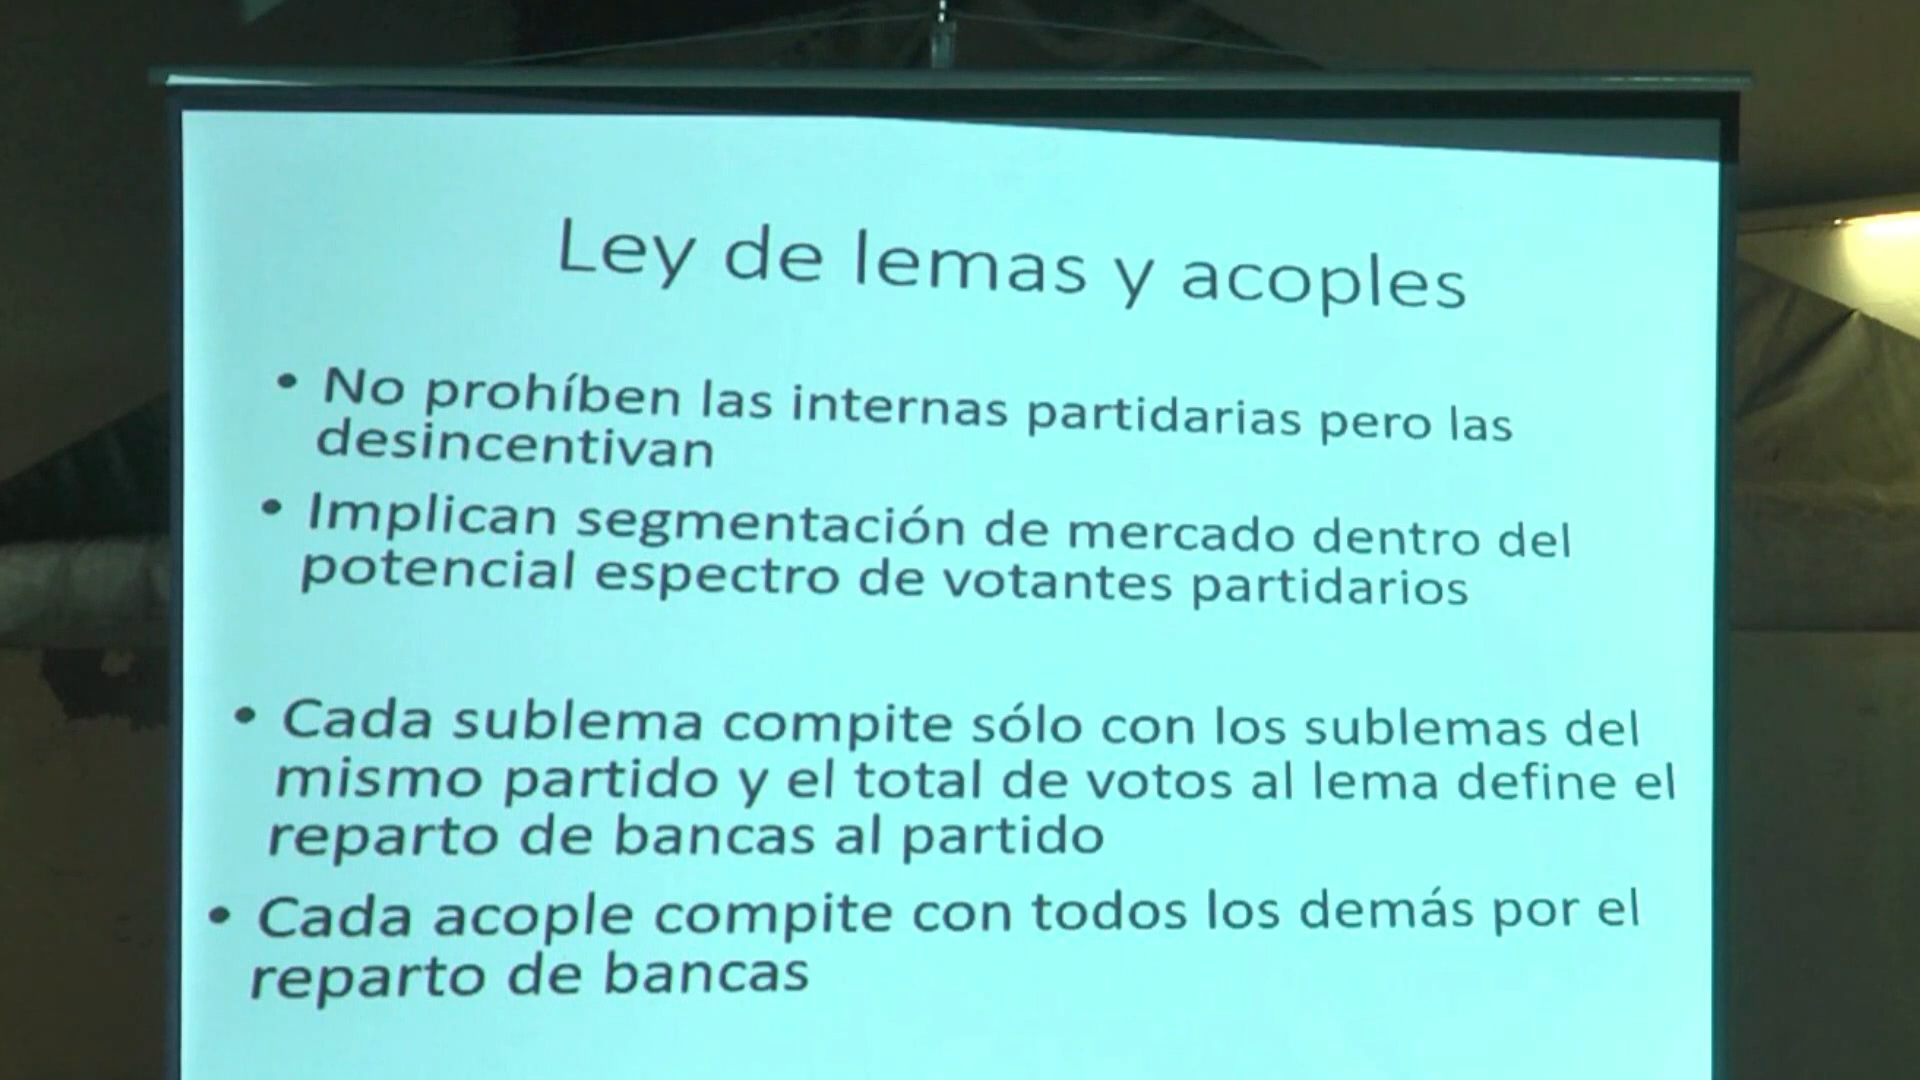 Ley de lemas y acoples
• No prohíben las internas partidarias pero las
desincentivan
• Implican segmentación de mercado dentro del
potencial espectro de votantes partidarios
• Cada sublema compite sólo con los sublemas del
mismo partido y el total de votos al lema define el
reparto de bancas al partido
• Cada acople compite con todos los demás por el
reparto de bancas